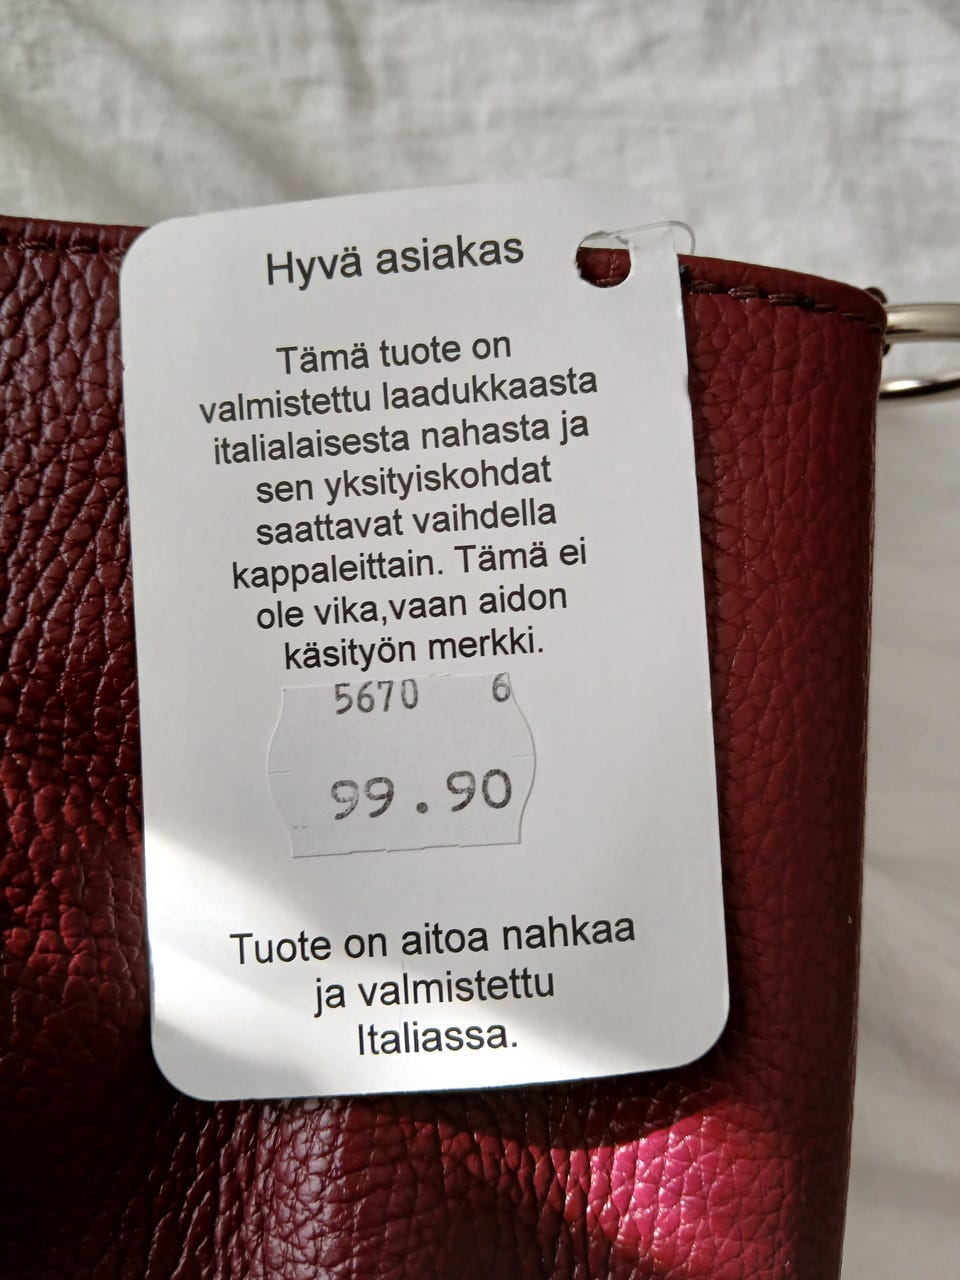 Hyvä asiakas
Tämä tuote on
valmistettu laadukkaasta
italialaisesta nahasta ja
sen yksityiskohdat
saattavat vaihdella
kappaleittain. Tämä ei
ole vika,vaan aidon
käsityön merkki.
5670 6
99.90
Tuote on aitoa nahkaa
ja valmistettu
Italiassa.